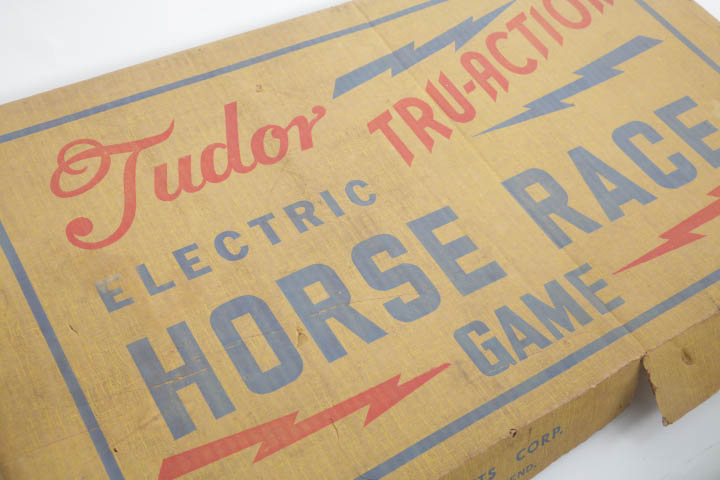 Tudor TRU-ACTION
ELECTRIC
HORSE RACE
GAME
CORP.